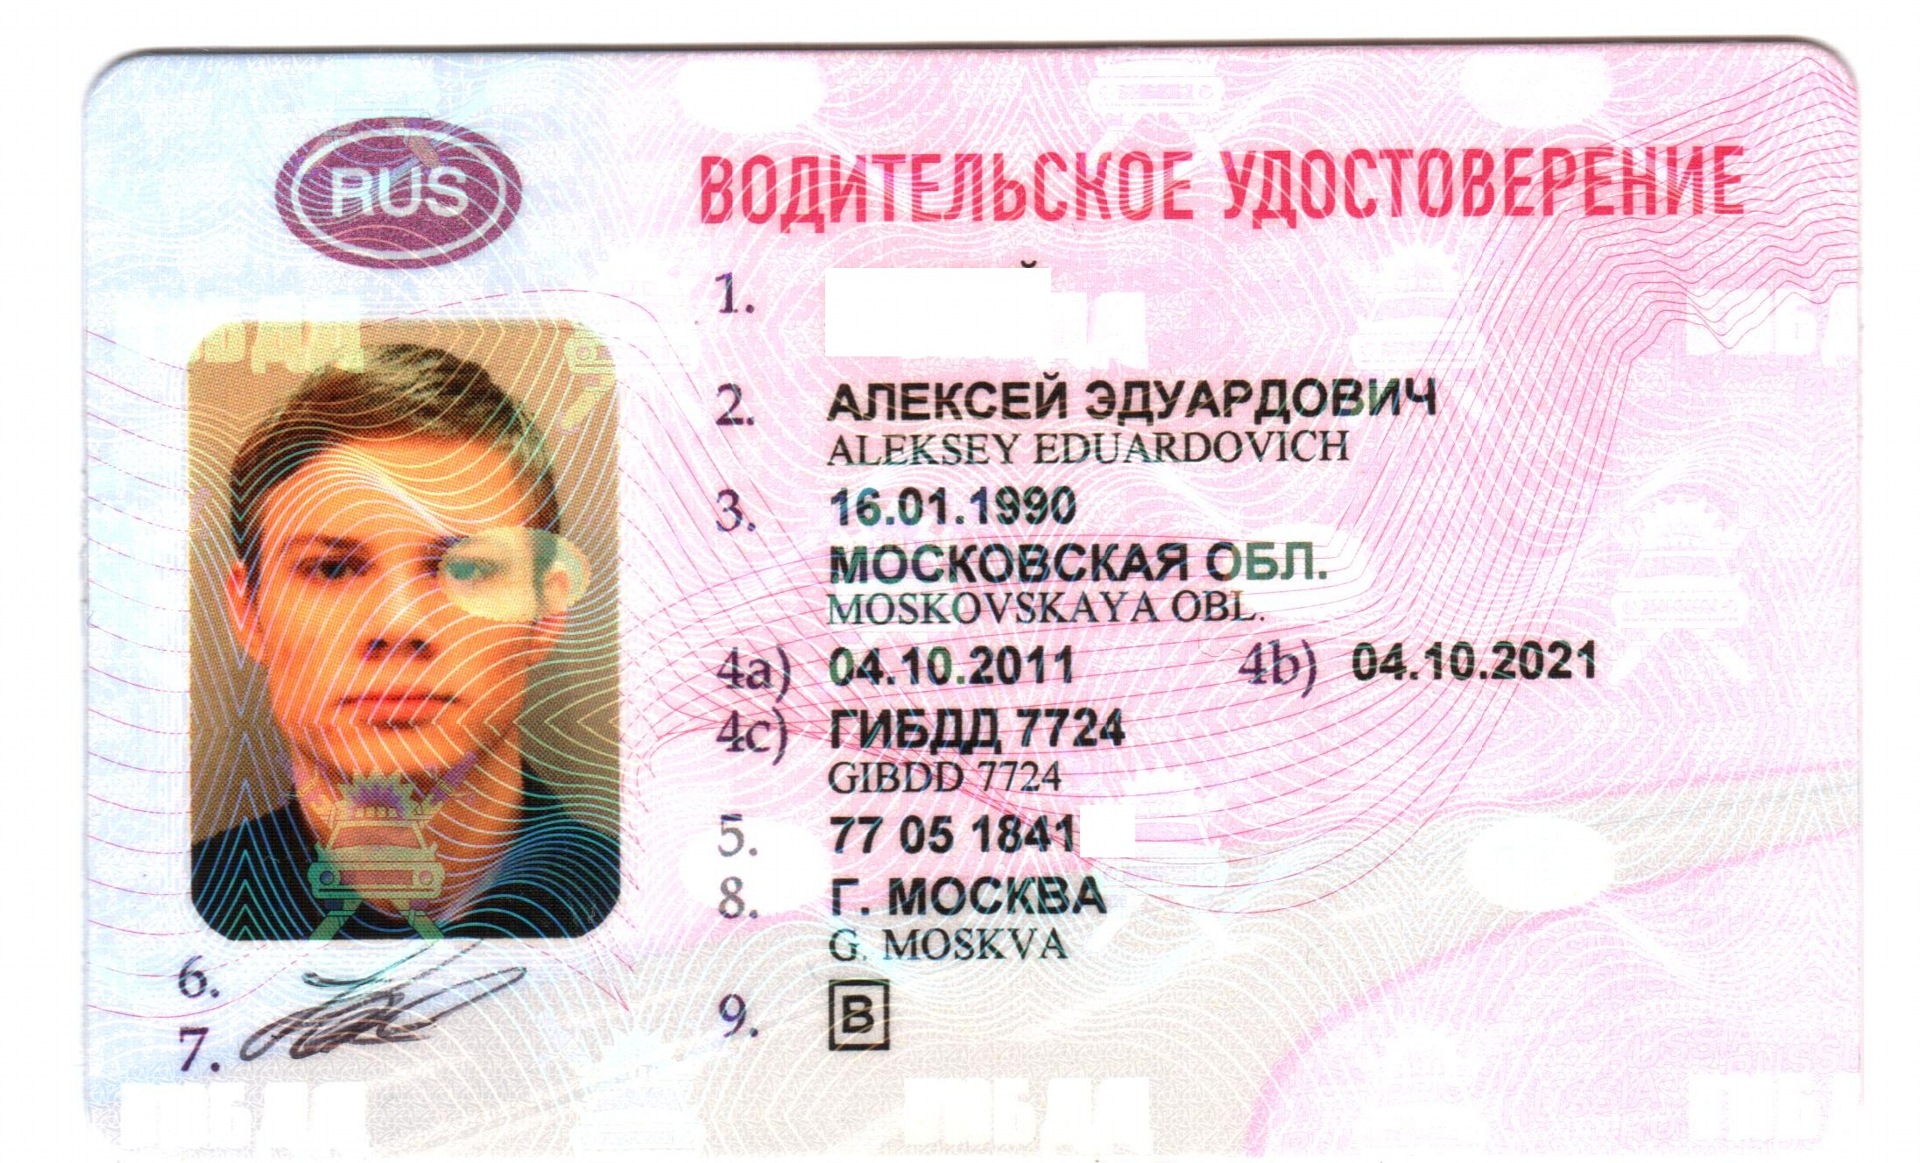 RUS
ВОДИТЕЛЬСКОЕ УДОСТОВЕРЕНИЕ
1.
2. АЛЕКСЕЙ ЭДУАРДОВИЧ
ALEKSEY EDUARDOVICH
3. 16.01.1990
МОСКОВСКАЯ ОБЛ.
MOSKOVSKAYA OBL.
4a) 04.10.2011 4b) 04.10.2021
4c) ГИБДД 7724
GIBDD 7724
5. 77 05 1841
8. Г. МОСКВА
G. MOSKVA
6.
7.
9. B